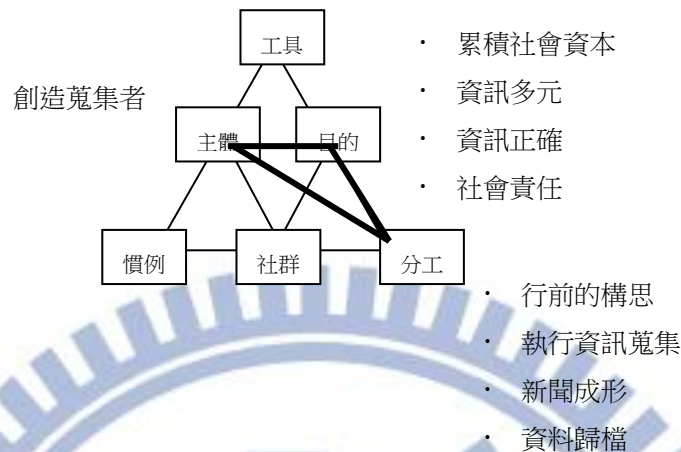 工具
創造蒐集者
主體
目的
慣例
社群
分工
· 累積社會資本
· 資訊多元
· 資訊正確
· 社會責任
· 行前的構思
· 執行資訊蒐集
· 新聞成形
· 資料歸檔